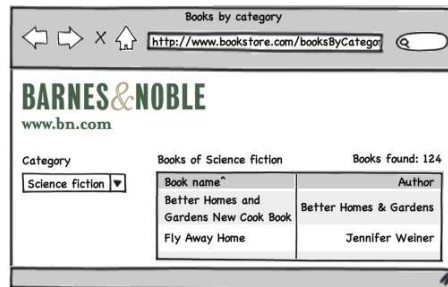 Books by category
X
http://www.bookstore.com/booksByCatego
BARNES&NOBLE
www.bn.com
Category
Science fiction
Books of Science fiction
Books found: 124
Book name^
Author
Better Homes and
Gardens New Cook Book
Better Homes & Gardens
Fly Away Home
Jennifer Weiner